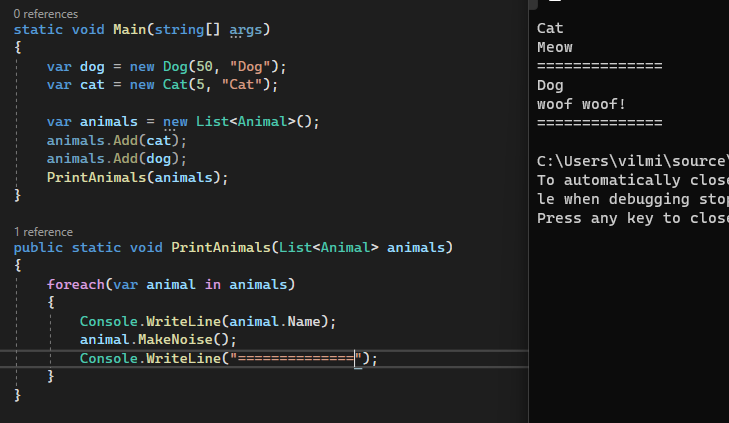 0 references
static void Main(string[] args)
{
var dog = new Dog(50, "Dog");
var cat = new Cat(5, "Cat");
var animals = new List<Animal>();
animals.Add(cat);
animals.Add(dog);
PrintAnimals(animals);
}
1 reference
public static void PrintAnimals(List<Animal> animals)
{
foreach(var animal in animals)
{
Console.WriteLine(animal.Name);
animal.MakeNoise();
Console.WriteLine("==============");
}
}
Cat
Meow
==============
Dog
woof woof!
==============
C:\Users\vilmi\source\
To automatically close
le when debugging stop
Press any key to close